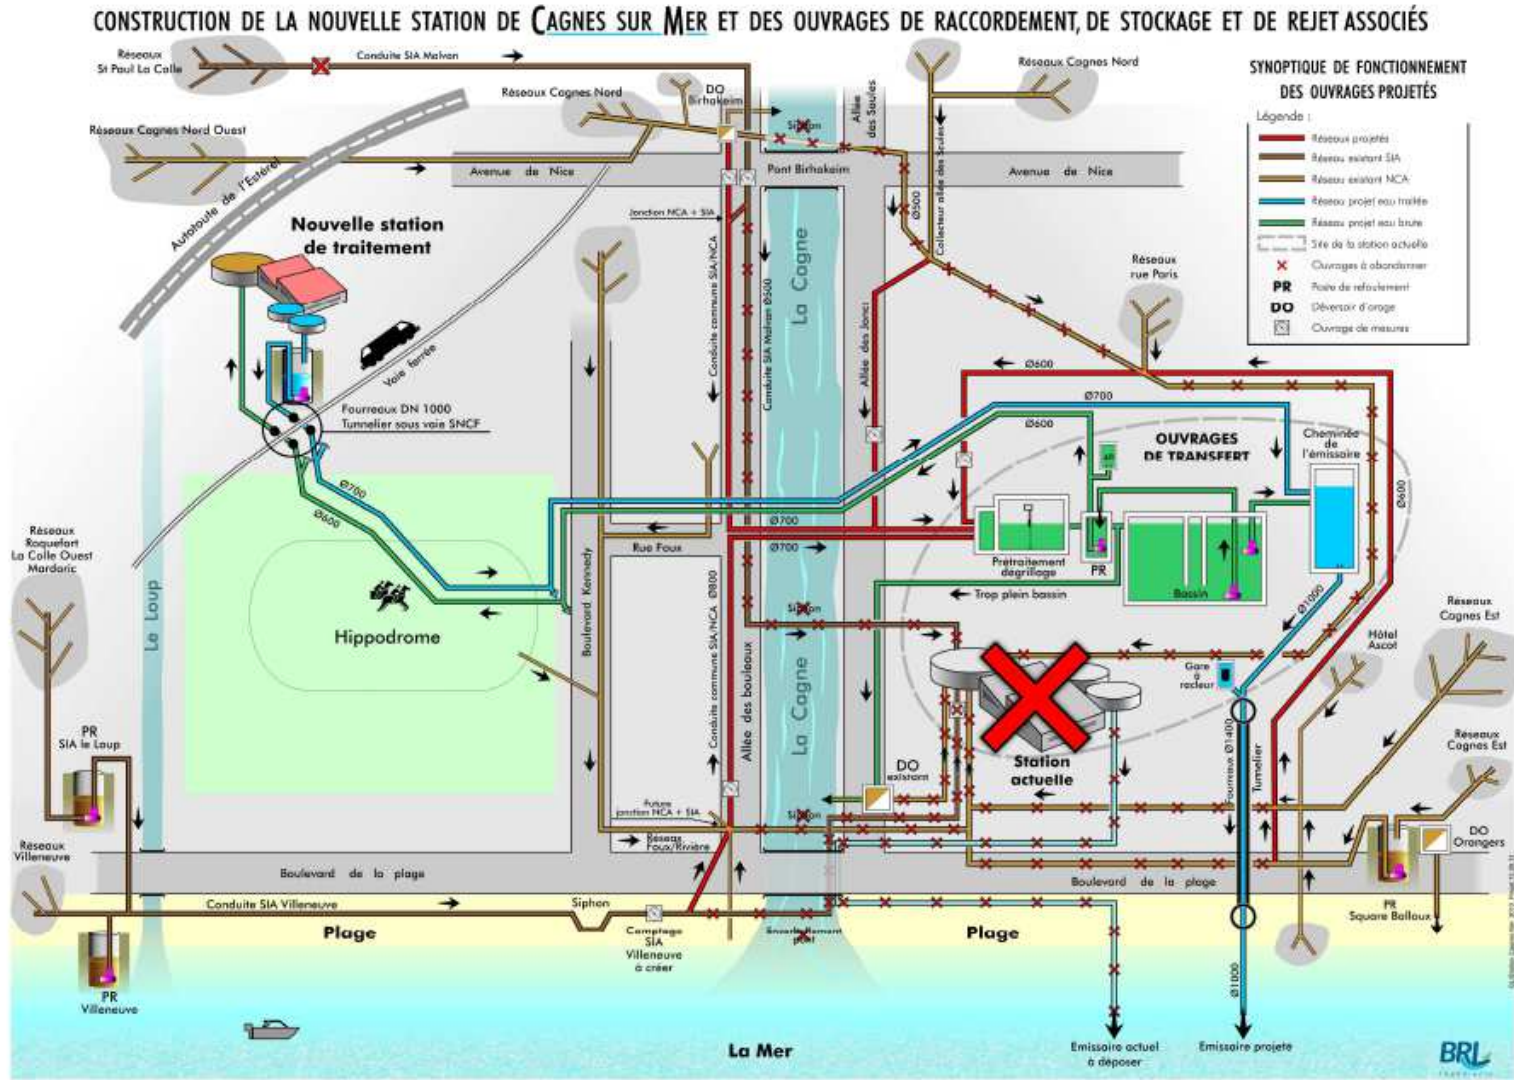 CONSTRUCTION DE LA NOUVELLE STATION DE CAGNES SUR MER ET DES OUVRAGES DE RACCORDEMENT, DE STOCKAGE ET DE REJET ASSOCIÉS
Réseaux
St Paul La Colle
Conduite SIA Malvan
Réseaux Cagnes Nord
DO
Birhakeim
Allée
des Saules
Réseaux Cagnes Nord
SYNOPTIQUE DE FONCTIONNEMENT
DES OUVRAGES PROJETÉS
Légende :
Réseaux projetés
Réseau existant SIA
Réseau existant NCA
Réseau projet eau traitée
Réseau projet eau brute
Site de la station actuelle
Ouvrages à abandonner
PR Poste de refoulement
DO Déversoir d'orage
Ouvrage de mesures
Réseaux Cagnes Nord Ouest
Autoroute de l'Estérel
Avenue de Nice
Siphon
Pont Birhakeim
Avenue de Nice
Collecteur allée des Saules
Ø500
Jonction NCA + SIA
Nouvelle station
de traitement
Voie ferrée
Conduite commune SIA/NCA
Conduite SIA Malvan Ø500
La Cagne
Allée des Jonci
Réseaux
rue Paris
Fourreaux DN 1000
Tunnelier sous voie SNCF
Ø600
Ø700
Ø600
OUVRAGES
DE TRANSFERT
Cheminée
de
l'émissaire
Ø600
Ø700
Ø600
Réseaux
Roquefort
La Colle Ouest
Mardaric
Le Loup
Hippodrome
Boulevard Kennedy
Rue Foux
Ø700
Ø700
Prétraitement
dégrillage
PR
Bassin
Trop plein bassin
Ø1000
Conduite commune SIA/NCA Ø800
Allée des bouleaux
Siphon
La Cagne
Gare
à
racleur
Hôtel
Ascot
Réseaux
Cagnes Est
PR
SIA le Loup
Station
actuelle
DO
existant
Fourreaux Ø1400
Tunnelier
Réseaux
Cagnes Est
Future
jonction NCA + SIA
Siphon
Réseau
Foux/Rivière
DO
Orangers
Réseaux
Villeneuve
Boulevard de la plage
Boulevard de la plage
Conduite SIA Villeneuve
Siphon
Plage
Comptage
SIA
Villeneuve
à créer
Plage
PR
Square Balloux
PR
Villeneuve
Ø1000
La Mer
Emissaire actuel
à déposer
Emissaire projeté
BRL